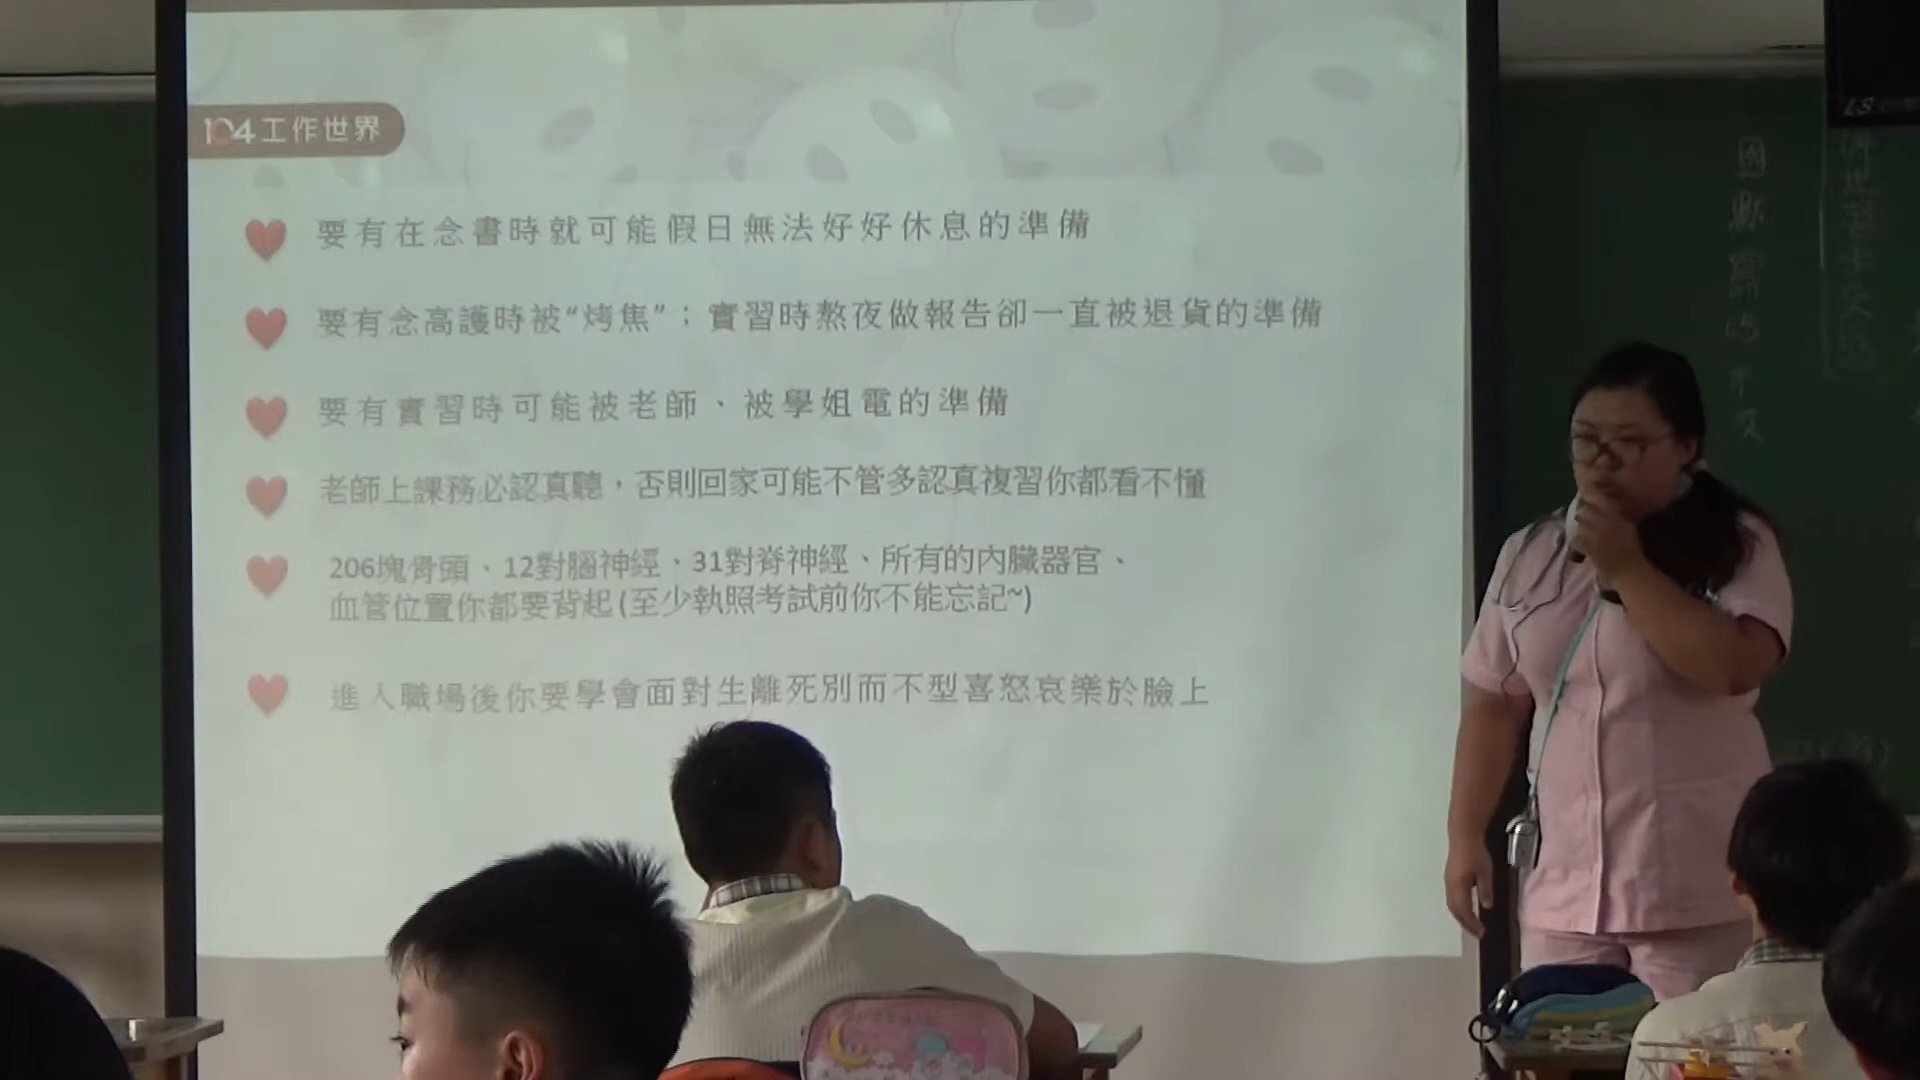 104工作世界
要有在念書時就可能假日無法好好休息的準備
要有念高護時被“烤焦”；實習時熬夜做報告卻一直被退貨的準備
要有實習時可能被老師、被學姐電的準備
老師上課務必認真聽，否則回家可能不管多認真複習你都看不懂
206塊骨頭、12對腦神經、31對脊神經、所有的內臟器官、
血管位置你都要背起(至少執照考試前你不能忘記~)
進入職場後你要學會面對生離死別而不型喜怒哀樂於臉上